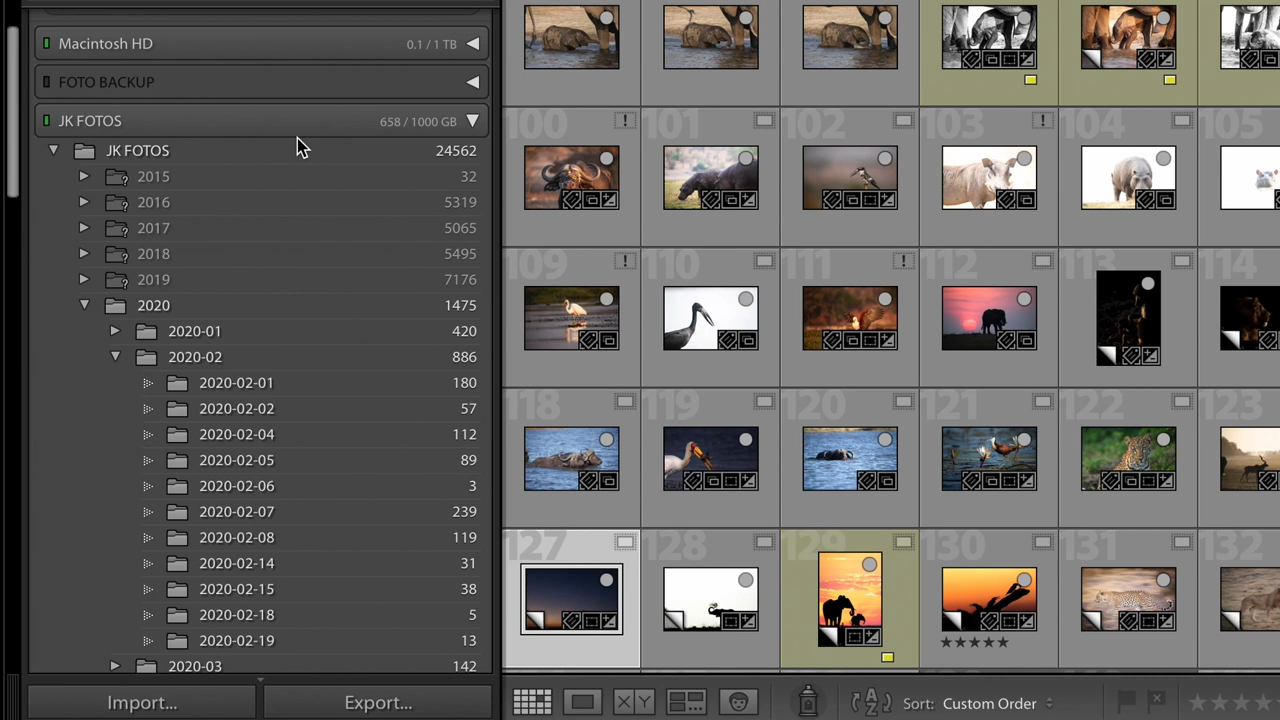 Macintosh HD 0.1 / 1 TB
FOTO BACKUP
JK FOTOS 658 / 1000 GB
JK FOTOS 24562
2015 32
2016 5319
2017 5065
2018 5495
2019 7176
2020 1475
2020-01 420
2020-02 886
2020-02-01 180
2020-02-02 57
2020-02-04 112
2020-02-05 89
2020-02-06 3
2020-02-07 239
2020-02-08 119
2020-02-14 31
2020-02-15 38
2020-02-18 5
2020-02-19 13
2020-03 142
Import... Export...
100 101 102 103 104 105
109 110 111 112 113 114
118 119 120 121 122 123
127 128 129 130 131 132
X Y
A Z
Sort: Custom Order